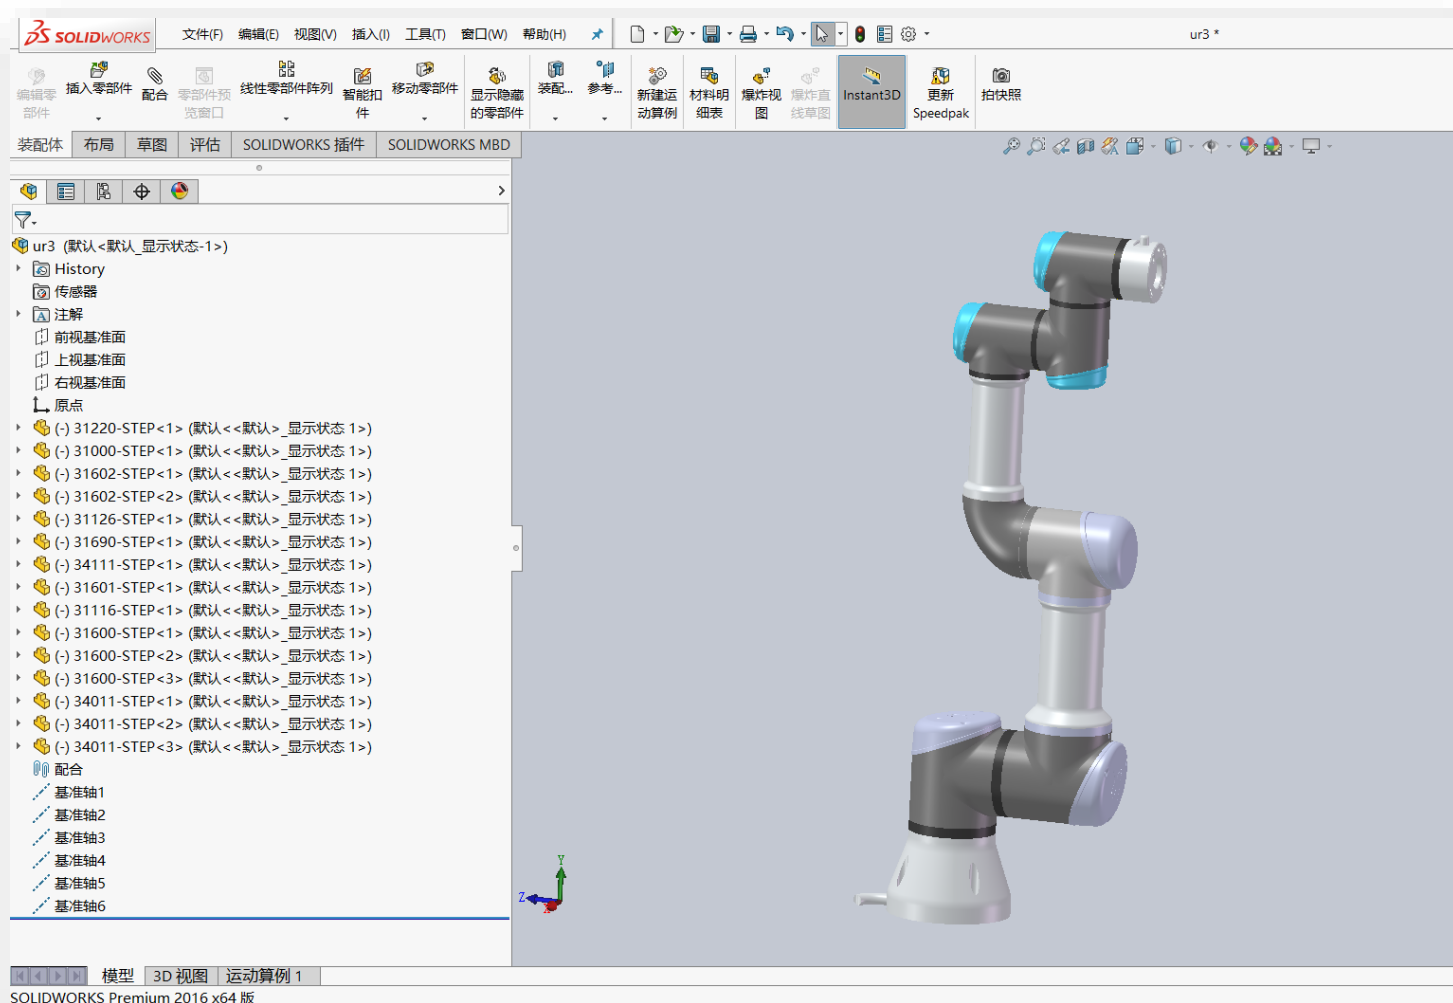 SOLIDWORKS 文件(F) 编辑(E) 视图(V) 插入(I) 工具(T) 窗口(W) 帮助(H) ur3 *
编辑零部件 插入零部件 配合 零部件预览窗口 线性零部件阵列 智能扣件 移动零部件 显示隐藏的零部件 装配... 参考... 新建运动算例 材料明细表 爆炸视图 爆炸直线草图 Instant3D 更新Speedpak 拍快照
装配体 布局 草图 评估 SOLIDWORKS 插件 SOLIDWORKS MBD
ur3 (默认<默认_显示状态-1>)
History
传感器
注解
前视基准面
上视基准面
右视基准面
原点
(-) 31220-STEP<1> (默认<<默认>_显示状态 1>)
(-) 31000-STEP<1> (默认<<默认>_显示状态 1>)
(-) 31602-STEP<1> (默认<<默认>_显示状态 1>)
(-) 31602-STEP<2> (默认<<默认>_显示状态 1>)
(-) 31126-STEP<1> (默认<<默认>_显示状态 1>)
(-) 31690-STEP<1> (默认<<默认>_显示状态 1>)
(-) 34111-STEP<1> (默认<<默认>_显示状态 1>)
(-) 31601-STEP<1> (默认<<默认>_显示状态 1>)
(-) 31116-STEP<1> (默认<<默认>_显示状态 1>)
(-) 31600-STEP<1> (默认<<默认>_显示状态 1>)
(-) 31600-STEP<2> (默认<<默认>_显示状态 1>)
(-) 31600-STEP<3> (默认<<默认>_显示状态 1>)
(-) 34011-STEP<1> (默认<<默认>_显示状态 1>)
(-) 34011-STEP<2> (默认<<默认>_显示状态 1>)
(-) 34011-STEP<3> (默认<<默认>_显示状态 1>)
配合
基准轴1
基准轴2
基准轴3
基准轴4
基准轴5
基准轴6
Y
Z
X
模型 3D 视图 运动算例 1
SOLIDWORKS Premium 2016 x64 版